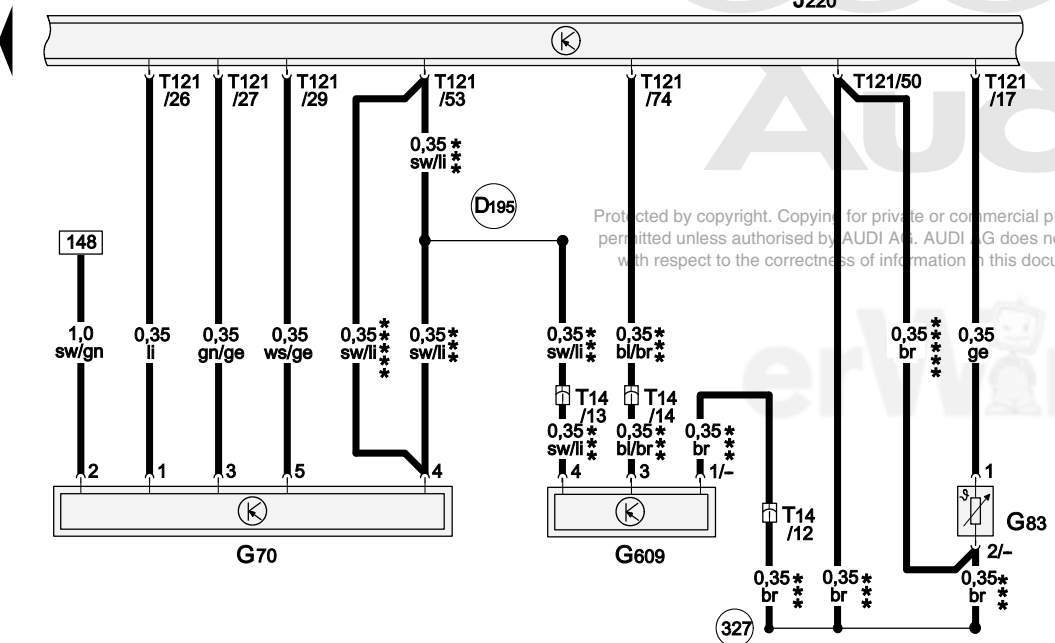 J220
Audi
T121 T121 T121 T121 T121 T121/50 T121
/26 /27 /29 /53 /74 /17
0,35 ***
sw/li
D195
Protected by copyright. Copying for private or commercial
permitted unless authorised by AUDI AG. AUDI AG does
with respect to the correctness of information in this
148
1,0 0,35 0,35 0,35 0,35 **** 0,35 *** 0,35 *** 0,35 *** 0,35 **** 0,35
sw/gn li gn/ge ws/ge sw/li sw/li sw/li bl/br br ge
T14 T14
/13 /14
0,35 *** 0,35 *** 0,35 ***
sw/li bl/br br
2 1 3 5 4 4 3 1/– 1
T14
/12
G83
G70 G609 2/–
0,35 *** 0,35 *** 0,35 ***
br br br
327